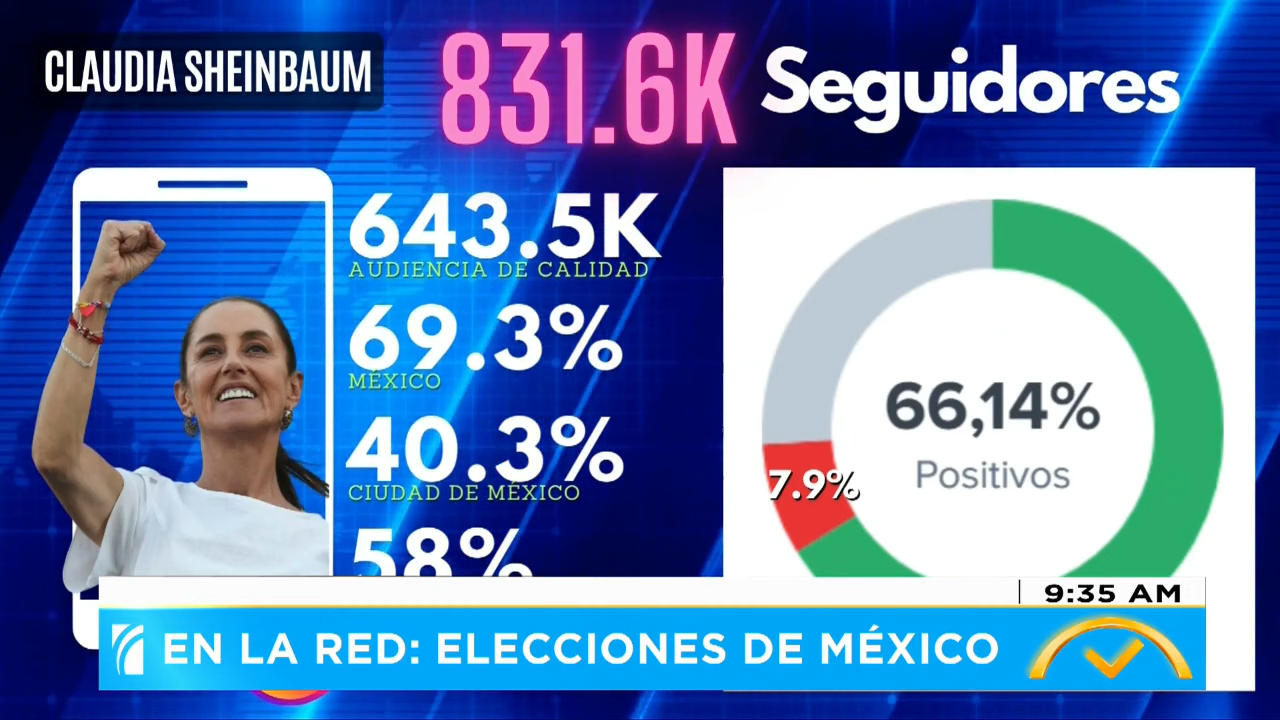 CLAUDIA SHEINBAUM
831.6K Seguidores
643.5K
AUDIENCIA DE CALIDAD
69.3%
MÉXICO
40.3%
CIUDAD DE MÉXICO
58%
66,14%
Positivos
7.9%
9:35 AM
EN LA RED: ELECCIONES DE MÉXICO